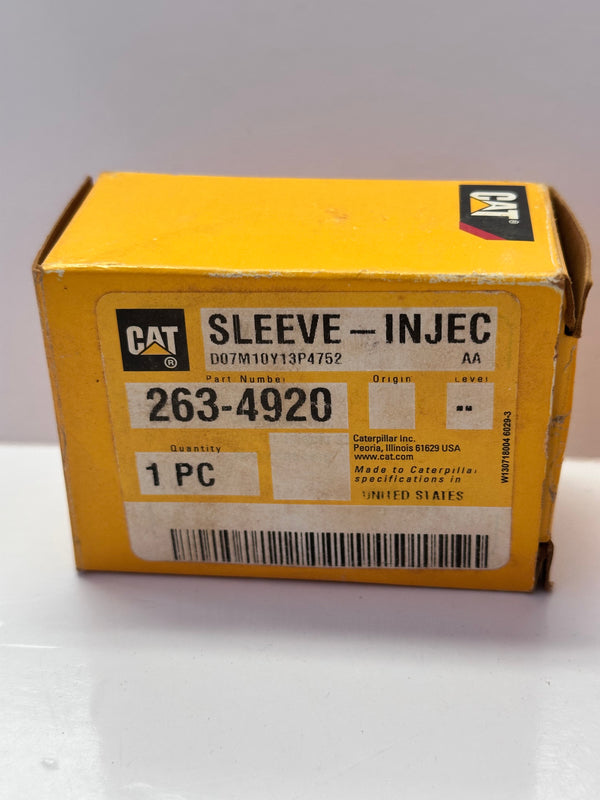 CAT®
CAT®
SLEEVE - INJEC
D07M10Y13P4752 AA
Part Number Origin Level
263-4920 --
Quantity
1 PC
Caterpillar Inc.
Peoria, Illinois 61629 USA
www.cat.com
Made to Caterpillar
specifications in
UNITED STATES
W130718004 6029-3